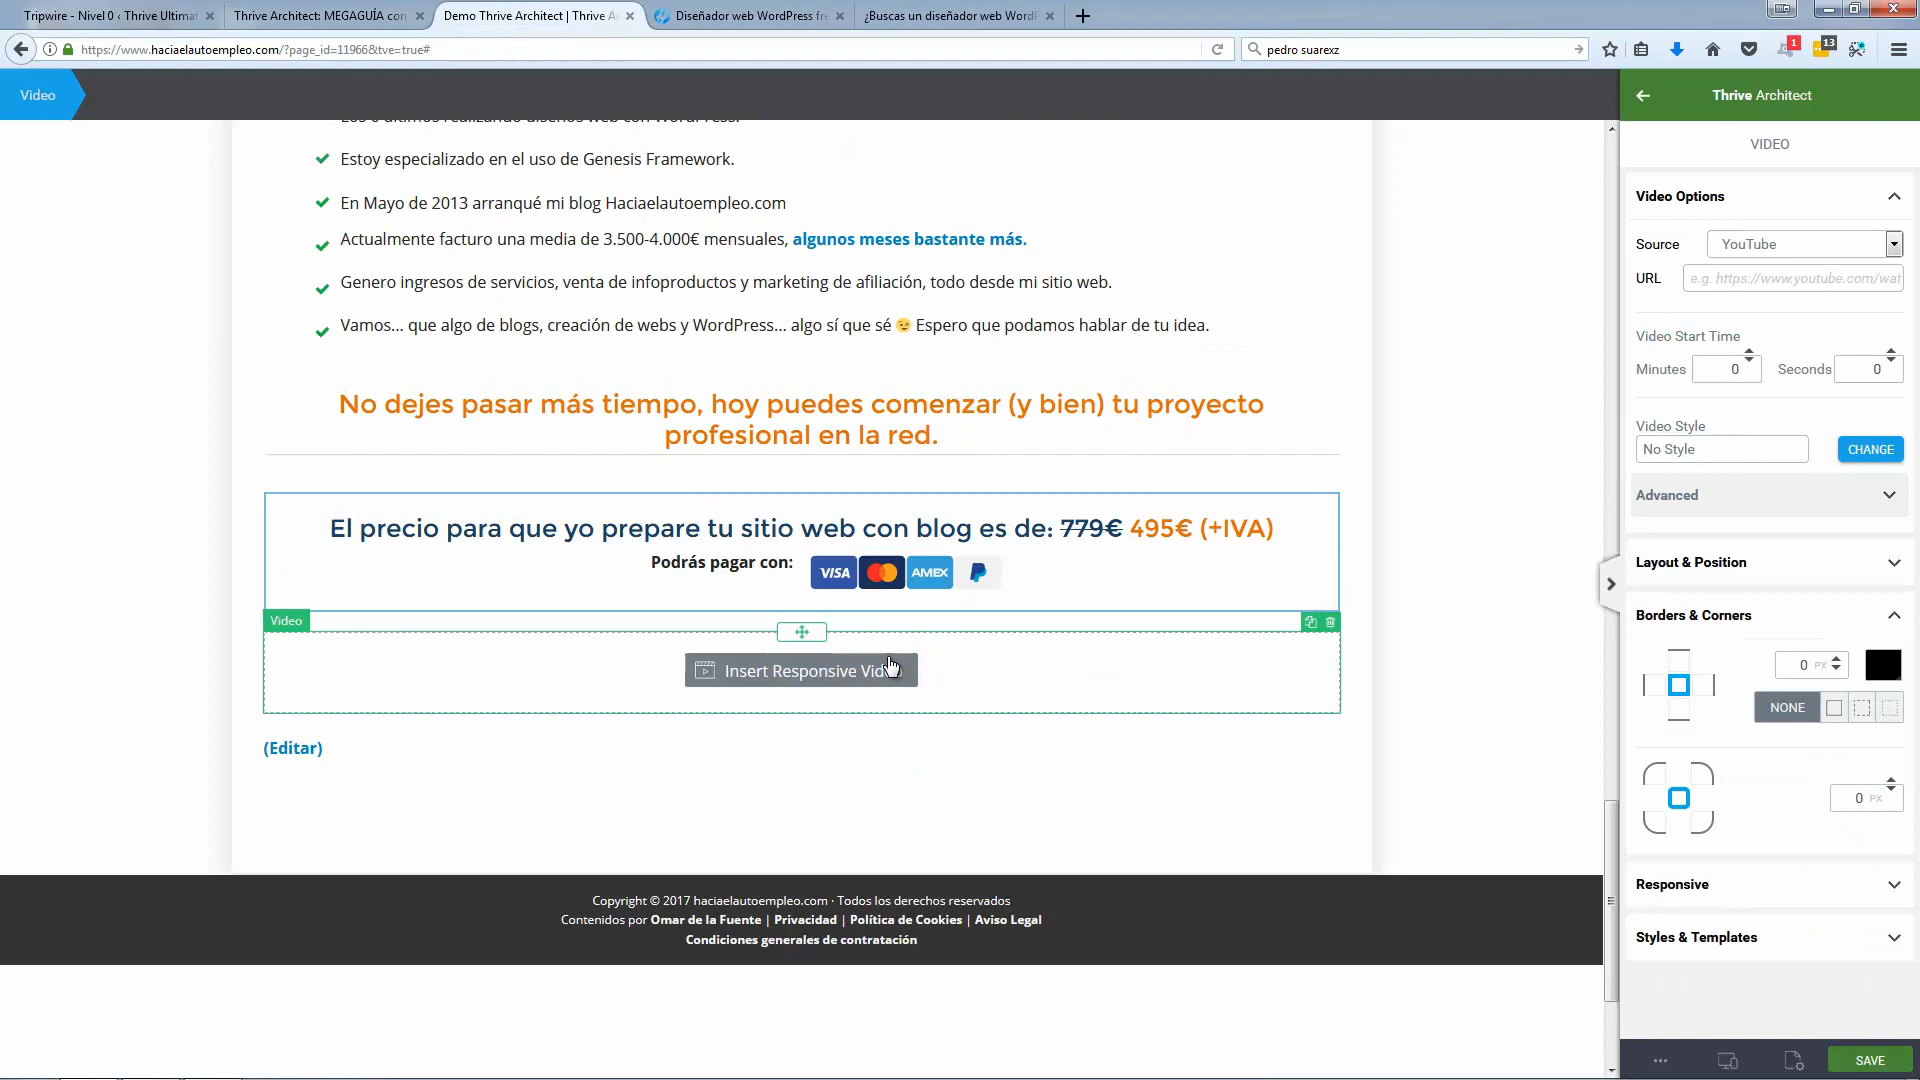 Tripwire - Nivel 0 ‹ Thrive Ultimat
Thrive Architect: MEGAGUÍA con
Demo Thrive Architect | Thrive A
Diseñador web WordPress fre
¿Buscas un diseñador web WordP
https://www.haciaelautoempleo.com/?page_id=11966&tve=true#
pedro suarexz
1
13
Video
Thrive Architect
Estoy especializado en el uso de Genesis Framework.
En Mayo de 2013 arranqué mi blog Haciaelautoempleo.com
Actualmente facturo una media de 3.500-4.000€ mensuales, algunos meses bastante más.
Genero ingresos de servicios, venta de infoproductos y marketing de afiliación, todo desde mi sitio web.
Vamos... que algo de blogs, creación de webs y WordPress... algo sí que sé 😉 Espero que podamos hablar de tu idea.
No dejes pasar más tiempo, hoy puedes comenzar (y bien) tu proyecto
profesional en la red.
El precio para que yo prepare tu sitio web con blog es de: 779€ 495€ (+IVA)
Podrás pagar con:
VISA
AMEX
Video
Insert Responsive Vid
(Editar)
Copyright © 2017 haciaelautoempleo.com · Todos los derechos reservados
Contenidos por Omar de la Fuente | Privacidad | Política de Cookies | Aviso Legal
Condiciones generales de contratación
VIDEO
Video Options
Source YouTube
URL e.g. https://www.youtube.com/wat
Video Start Time
Minutes 0 Seconds 0
Video Style
No Style CHANGE
Advanced
Layout & Position
Borders & Corners
0 PX
NONE
0 PX
Responsive
Styles & Templates
SAVE